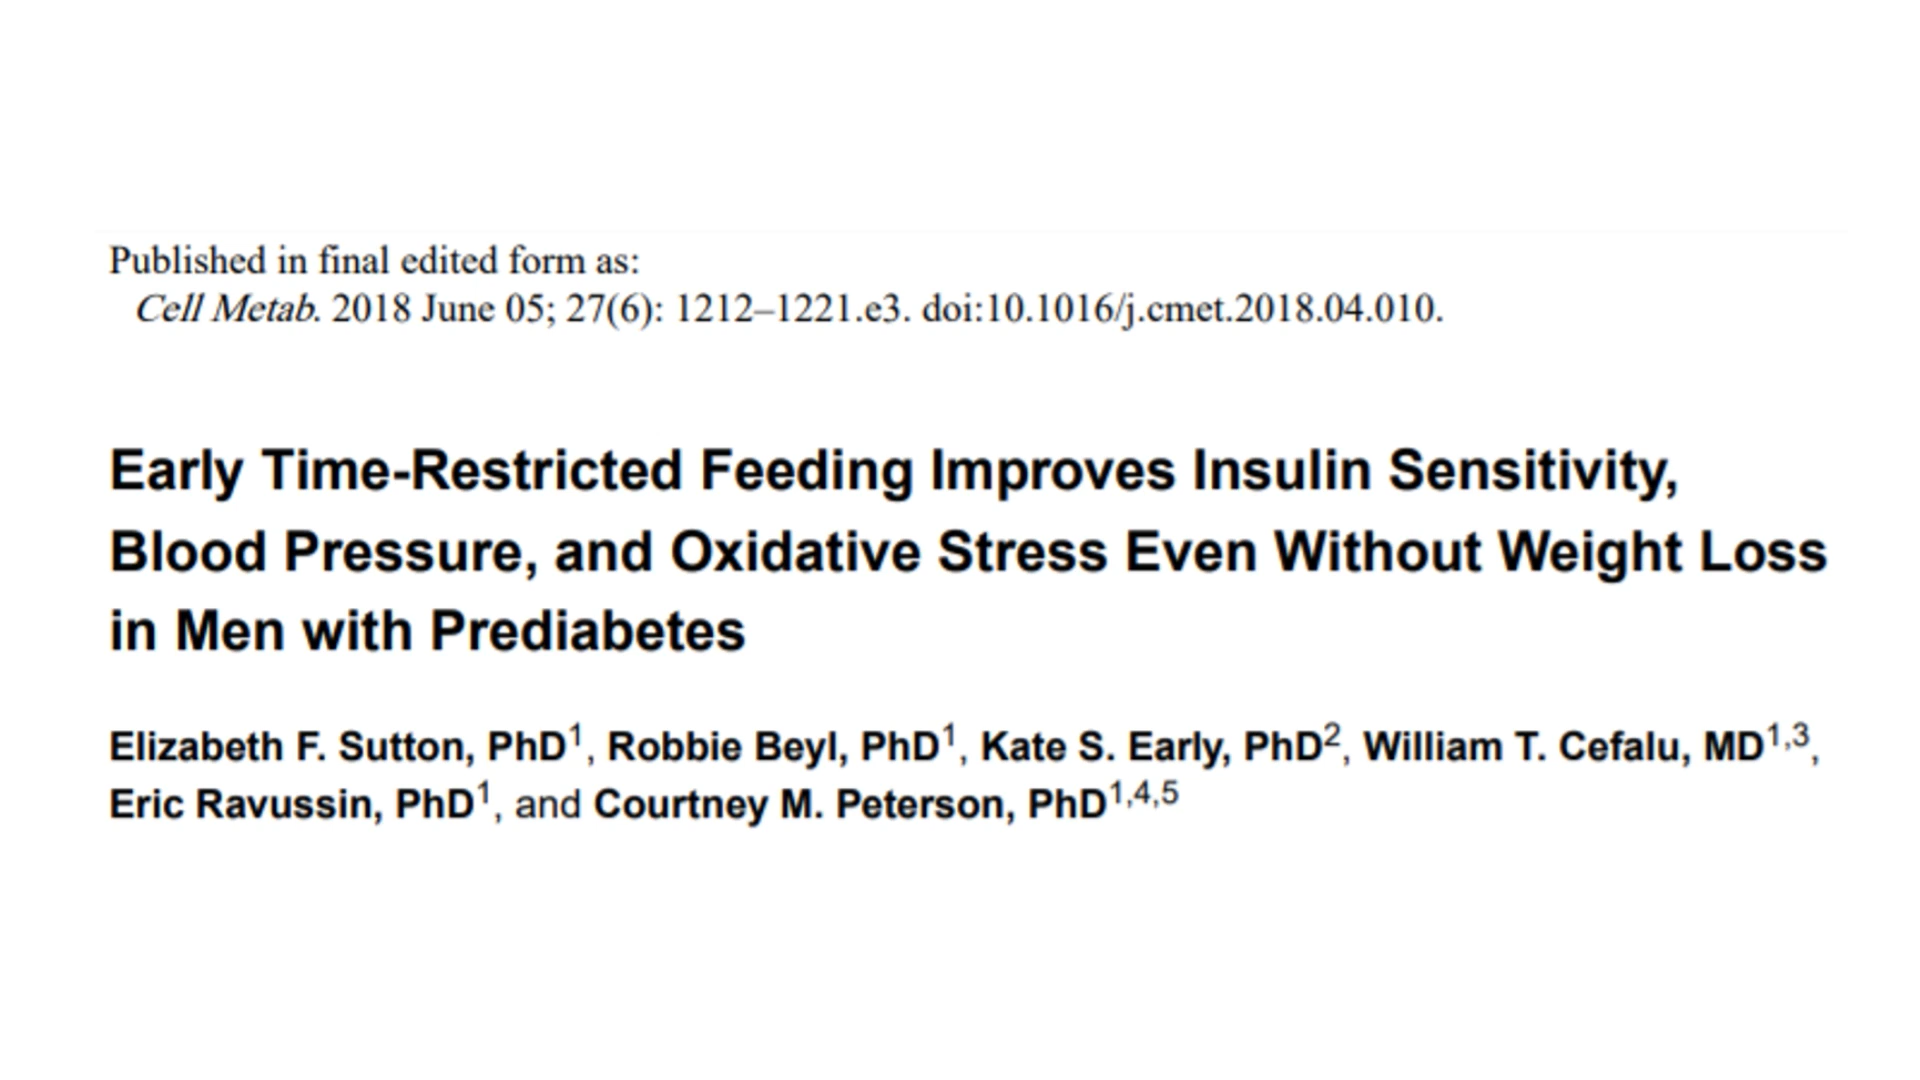 Published in final edited form as:
Cell Metab. 2018 June 05; 27(6): 1212–1221.e3. doi:10.1016/j.cmet.2018.04.010.
Early Time-Restricted Feeding Improves Insulin Sensitivity,
Blood Pressure, and Oxidative Stress Even Without Weight Loss
in Men with Prediabetes
Elizabeth F. Sutton, PhD1, Robbie Beyl, PhD1, Kate S. Early, PhD2, William T. Cefalu, MD1,3,
Eric Ravussin, PhD1, and Courtney M. Peterson, PhD1,4,5